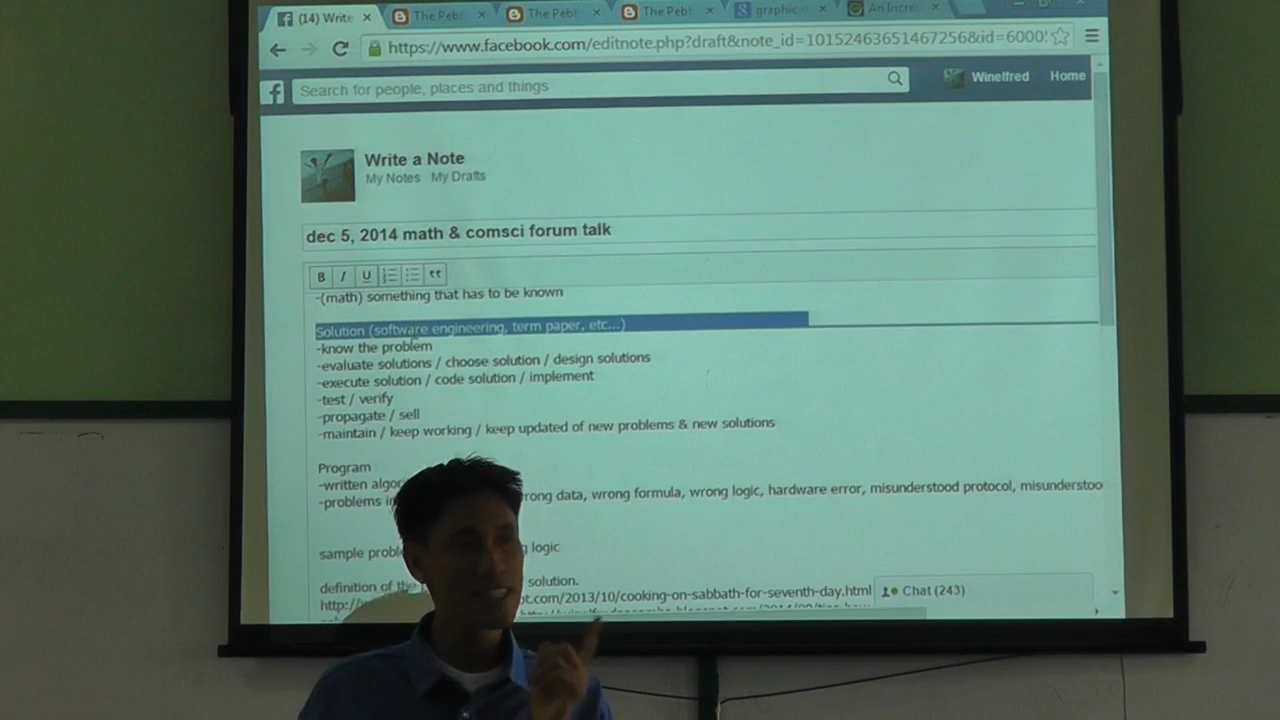 (14) Write
The Peb
The Peb
The Peb
graphic
An Incre
https://www.facebook.com/editnote.php?draft&note_id=10152463651467256&id=6000
Search for people, places and things
Winelfred
Home
Write a Note
My Notes My Drafts
dec 5, 2014 math & comsci forum talk
B I U
-(math) something that has to be known
Solution (software engineering, term paper, etc...)
-know the problem
-evaluate solutions / choose solution / design solutions
-execute solution / code solution / implement
-test / verify
-propagate / sell
-maintain / keep working / keep updated of new problems & new solutions
Program
-written algor
-problems in rong data, wrong formula, wrong logic, hardware error, misunderstood protocol, misunderstoo
sample proble logic
definition of the solution.
http:// t.com/2013/10/cooking-on-sabbath-for-seventh-day.html
Chat (243)